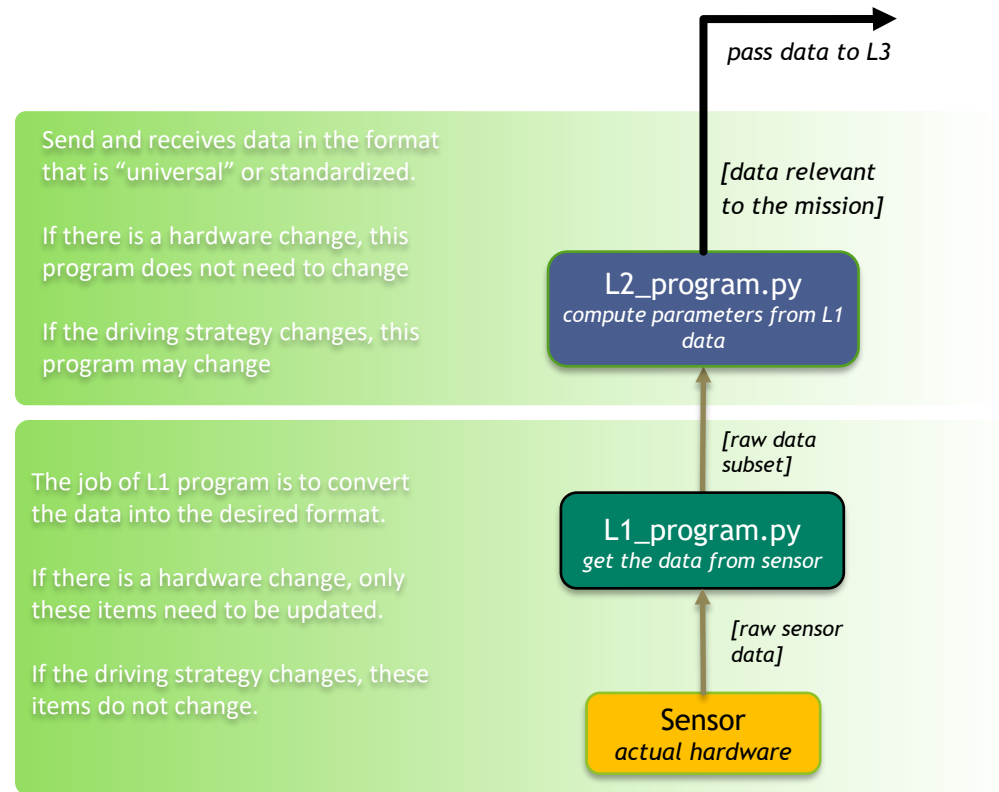 pass data to L3
Send and receives data in the format
that is “universal” or standardized.
If there is a hardware change, this
program does not need to change
If the driving strategy changes, this
program may change
[data relevant
to the mission]
L2_program.py
compute parameters from L1
data
[raw data
subset]
The job of L1 program is to convert
the data into the desired format.
If there is a hardware change, only
these items need to be updated.
If the driving strategy changes, these
items do not change.
L1_program.py
get the data from sensor
[raw sensor
data]
Sensor
actual hardware